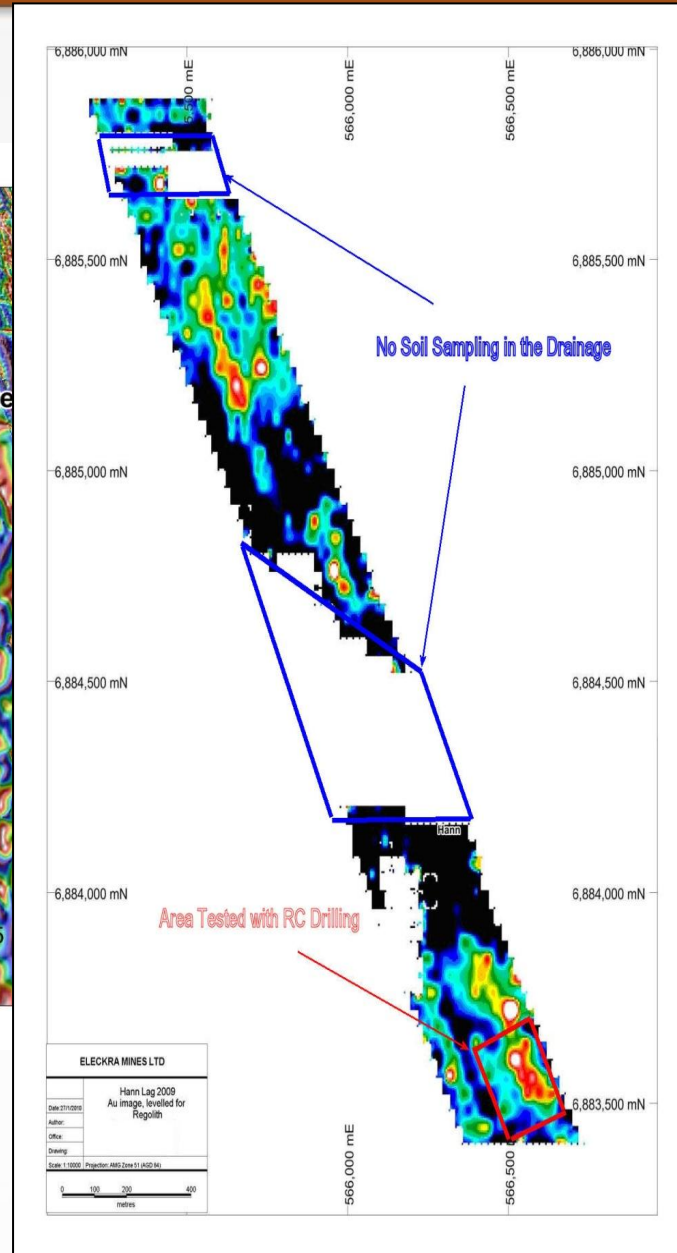 6,886,000 mN
566,000 mE
566,500 mE
6,886,000 mN
6,885,500 mN
6,885,500 mN
No Soil Sampling in the Drainage
6,885,000 mN
6,885,000 mN
6,884,500 mN
6,884,500 mN
Hann
6,884,000 mN
6,884,000 mN
Area Tested with RC Drilling
6,883,500 mN
566,000 mE
566,500 mE
ELECKRA MINES LTD
Hann Lag 2009
Au image, levelled for
Regolith
Date:27/1/2010
Author:
Office:
Drawing:
Scale: 1:10000
Projection: AMG Zone 51 (AGD 84)
0 100 200 400
metres